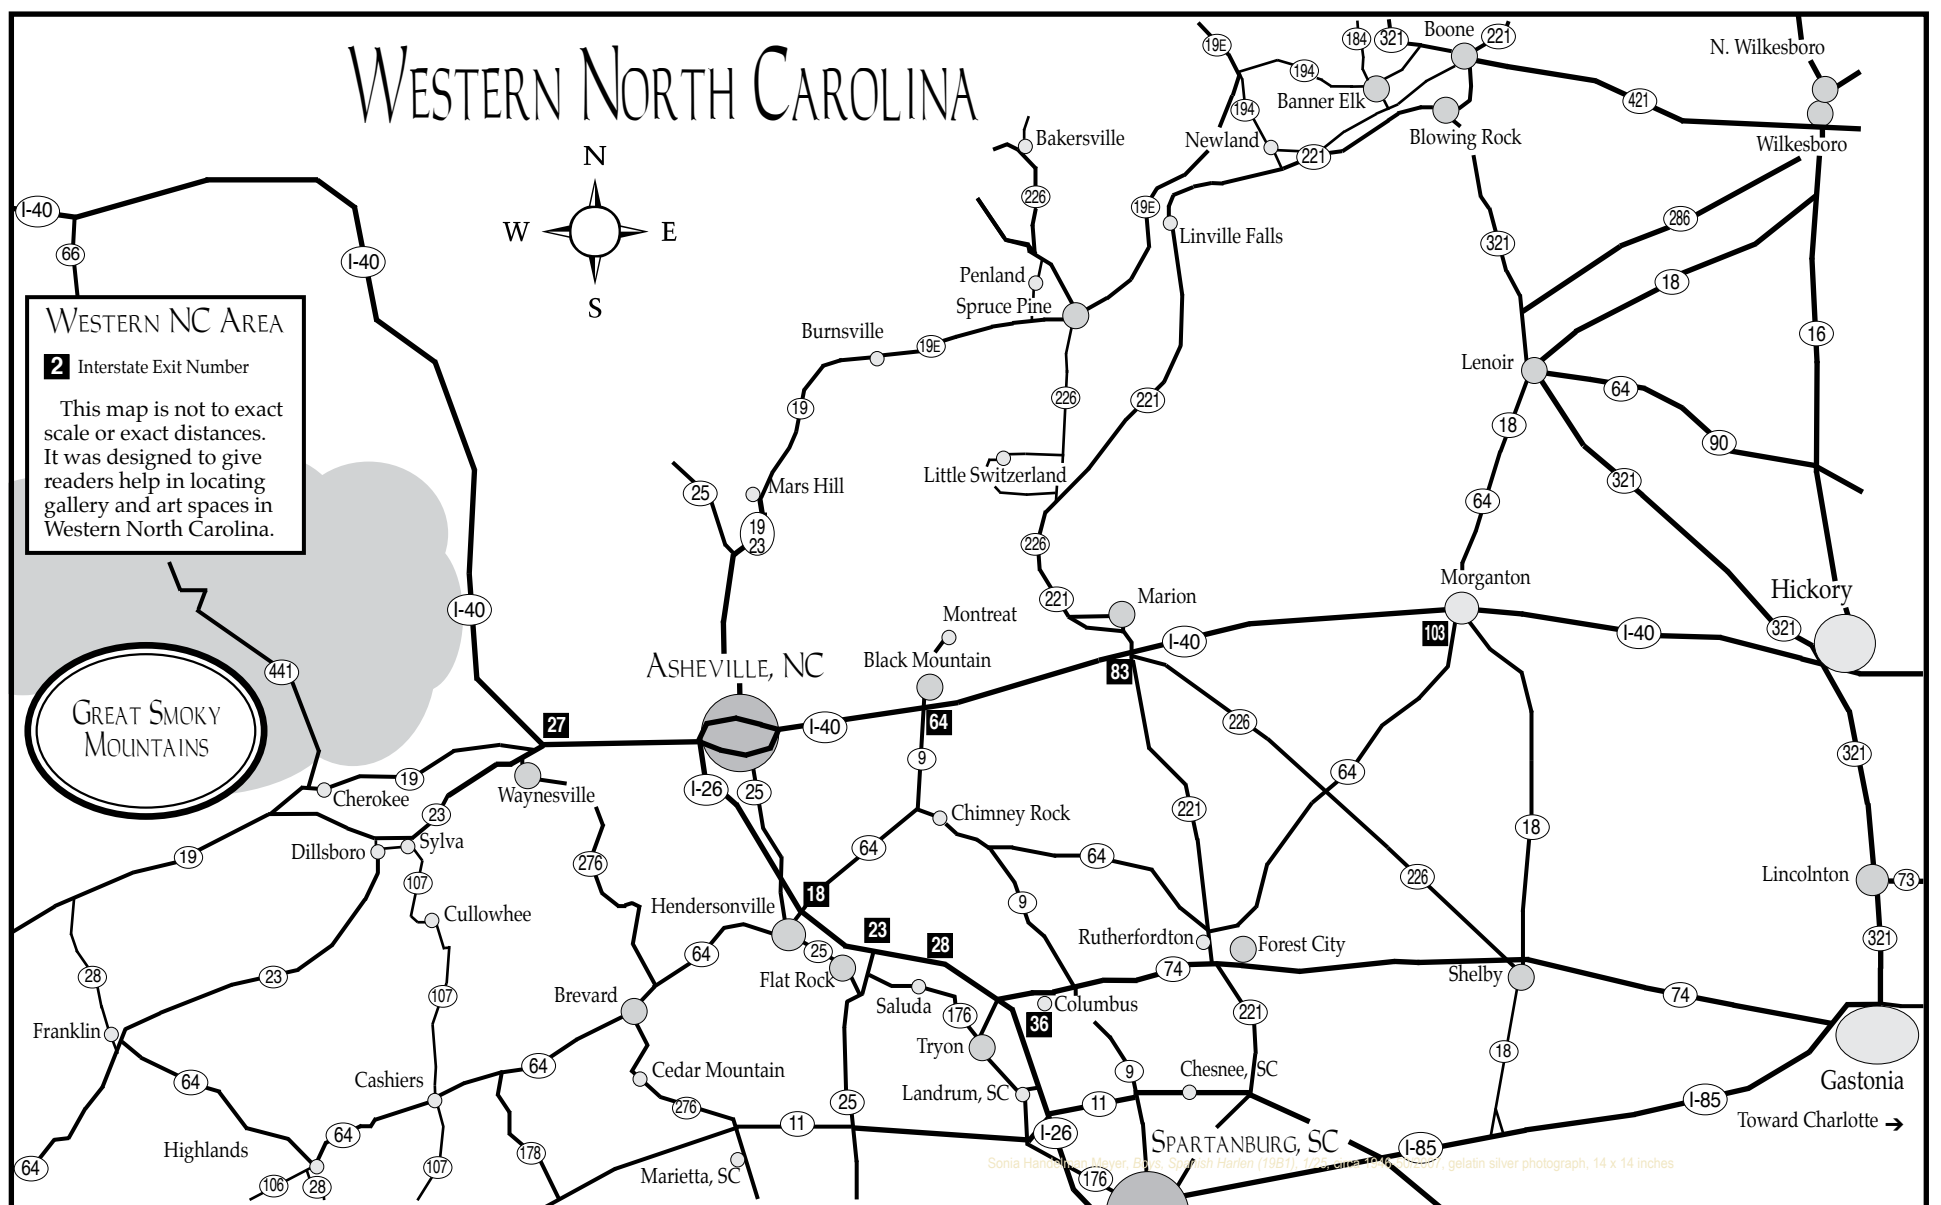 WESTERN NORTH CAROLINA
N
W
E
S
WESTERN NC AREA
2 Interstate Exit Number
This map is not to exact
scale or exact distances.
It was designed to give
readers help in locating
gallery and art spaces in
Western North Carolina.
GREAT SMOKY
MOUNTAINS
19E
184
321
Boone
221
N. Wilkesboro
194
Banner Elk
421
194
Newland
221
Blowing Rock
Wilkesboro
Bakersville
226
19E
Linville Falls
I-40
66
I-40
321
286
18
Penland
Spruce Pine
Burnsville
19E
16
Lenoir
64
19
226
221
18
90
Little Switzerland
321
25
Mars Hill
19
23
64
226
221
Marion
Morganton
Hickory
I-40
Montreat
321
103
I-40
I-40
Black Mountain
ASHEVILLE, NC
83
441
27
I-40
64
226
321
9
64
19
Cherokee
Waynesville
I-26
25
23
Chimney Rock
221
18
Dillsboro
Sylva
19
276
64
64
107
226
Lincolnton
73
18
Hendersonville
9
Cullowhee
23
28
Rutherfordton
Forest City
321
64
25
74
28
23
Flat Rock
Shelby
107
Brevard
Saluda
176
Columbus
74
36
221
Franklin
Tryon
18
64
64
Cedar Mountain
9
Chesnee, SC
Cashiers
Landrum, SC
Gastonia
276
25
11
I-85
11
Toward Charlotte ➔
64
I-26
SPARTANBURG, SC
I-85
Highlands
178
64
107
Marietta, SC
176
106
28